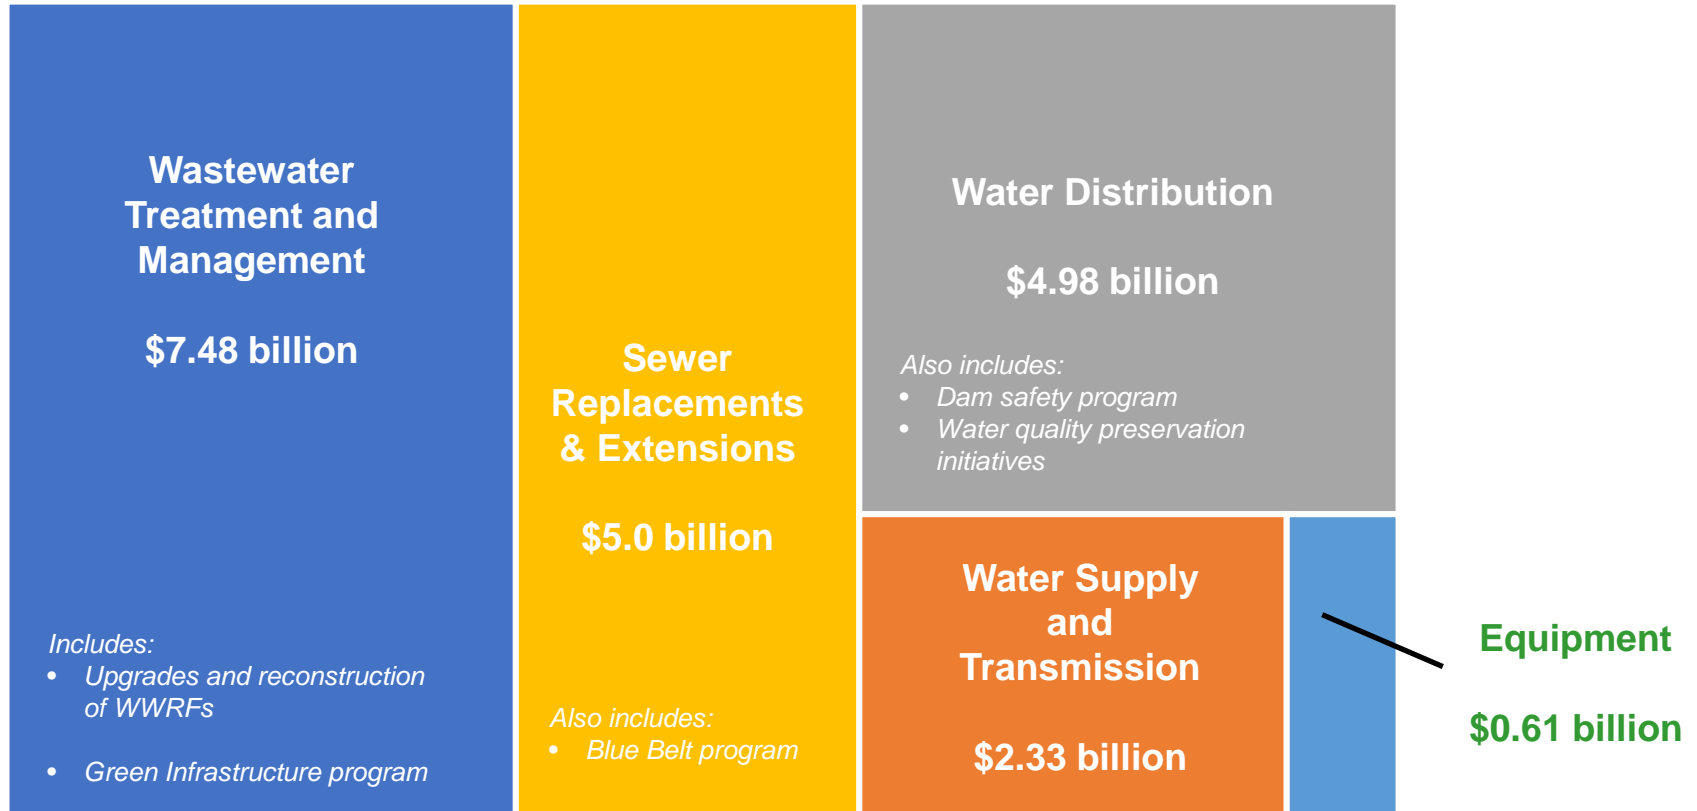 Wastewater
Treatment and
Management
$7.48 billion
Includes:
• Upgrades and reconstruction
of WWRFs
• Green Infrastructure program
Sewer
Replacements
& Extensions
$5.0 billion
Also includes:
• Blue Belt program
Water Distribution
$4.98 billion
Also includes:
• Dam safety program
• Water quality preservation
initiatives
Water Supply
and
Transmission
$2.33 billion
Equipment
$0.61 billion